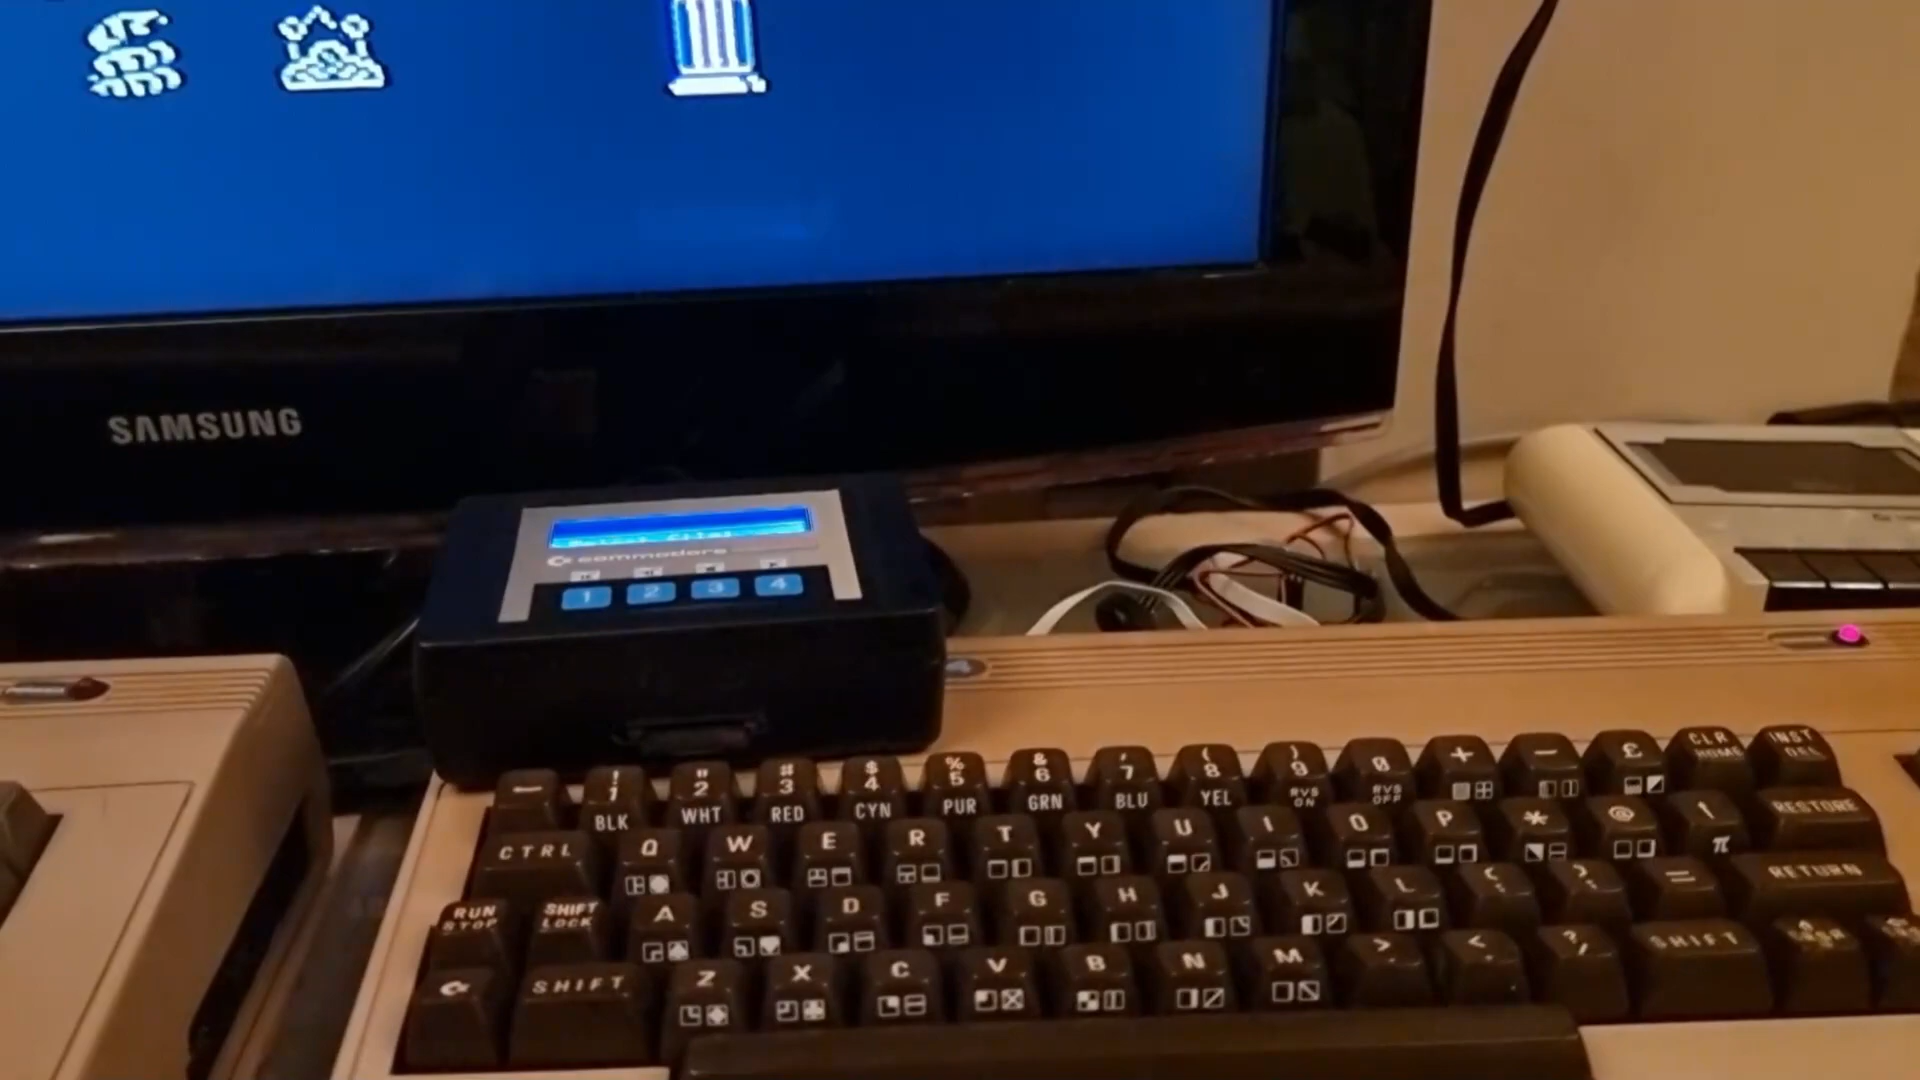 SAMSUNG
commodore
1 2 3 4
! 1 " 2 # 3 $ 4 % 5 & 6 ' 7 ( 8 ) 9 0 + - £ CLR HOME INST DEL
BLK WHT RED CYN PUR GRN BLU YEL RVS ON RVS OFF
CTRL Q W E R T Y U I O P * @ ↑ π RESTORE
RUN STOP SHIFT LOCK A S D F G H J K L [ : ] ; = RETURN
SHIFT Z X C V B N M > < ? / SHIFT